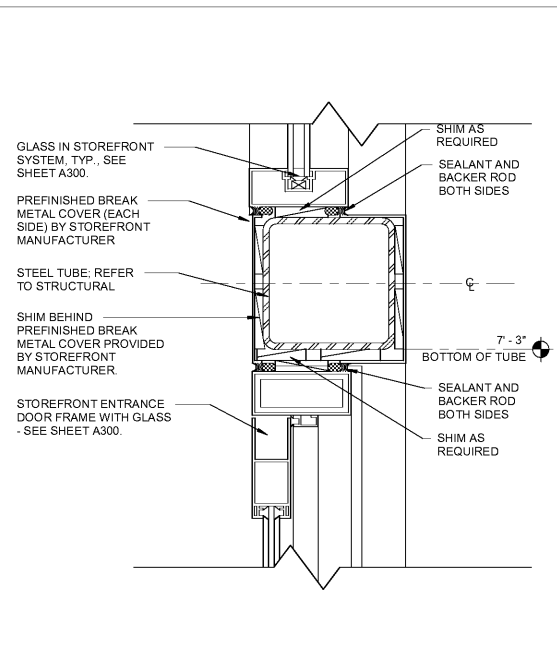 GLASS IN STOREFRONT
SYSTEM, TYP., SEE
SHEET A300.
PREFINISHED BREAK
METAL COVER (EACH
SIDE) BY STOREFRONT
MANUFACTURER
STEEL TUBE; REFER
TO STRUCTURAL
SHIM BEHIND
PREFINISHED BREAK
METAL COVER PROVIDED
BY STOREFRONT
MANUFACTURER.
STOREFRONT ENTRANCE
DOOR FRAME WITH GLASS
- SEE SHEET A300.
SHIM AS
REQUIRED
SEALANT AND
BACKER ROD
BOTH SIDES
℄
7' - 3"
BOTTOM OF TUBE
SEALANT AND
BACKER ROD
BOTH SIDES
SHIM AS
REQUIRED